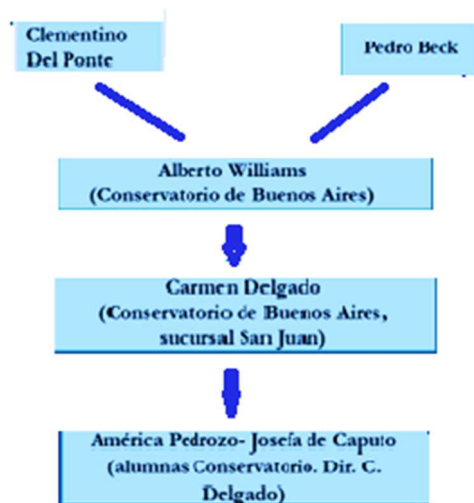 Clementino
Del Ponte
Pedro Beck
Alberto Williams
(Conservatorio de Buenos Aires)
Carmen Delgado
(Conservatorio de Buenos Aires,
sucursal San Juan)
América Pedrozo- Josefa de Caputo
(alumnas Conservatorio. Dir. C.
Delgado)